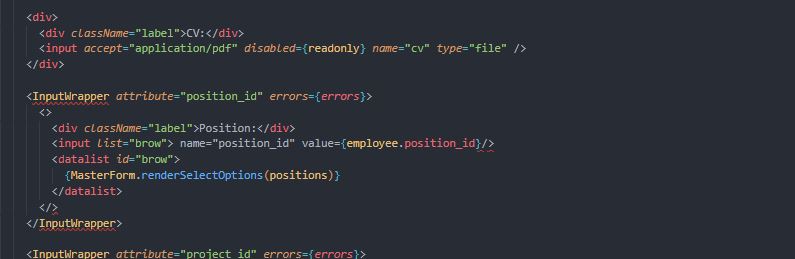 <div>
<div className="label">CV:</div>
<input accept="application/pdf" disabled={readonly} name="cv" type="file" />
</div>
<InputWrapper attribute="position_id" errors={errors}>
<>
<div className="label">Position:</div>
<input list="brow"> name="position_id" value={employee.position_id}/>
<datalist id="brow">
{MasterForm.renderSelectOptions(positions)}
</datalist>
</>
</InputWrapper>
<InputWrapper attribute="project_id" errors={errors}>